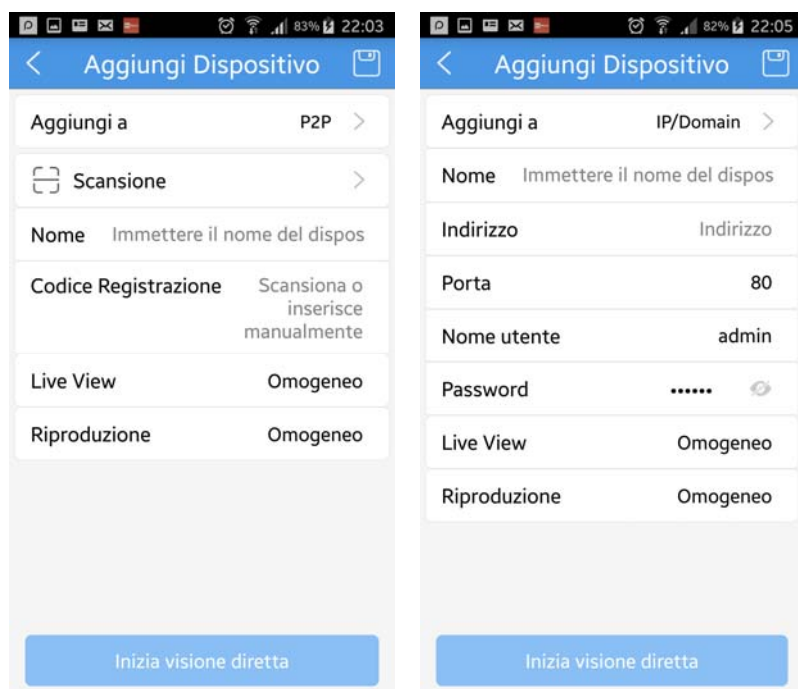 83% 22:03
Aggiungi Dispositivo
Aggiungi a P2P
Scansione
Nome Immettere il nome del dispos
Codice Registrazione Scansiona o
inserisce
manualmente
Live View Omogeneo
Riproduzione Omogeneo
Inizia visione diretta
82% 22:05
Aggiungi Dispositivo
Aggiungi a IP/Domain
Nome Immettere il nome del dispos
Indirizzo Indirizzo
Porta 80
Nome utente admin
Password ••••••
Live View Omogeneo
Riproduzione Omogeneo
Inizia visione diretta